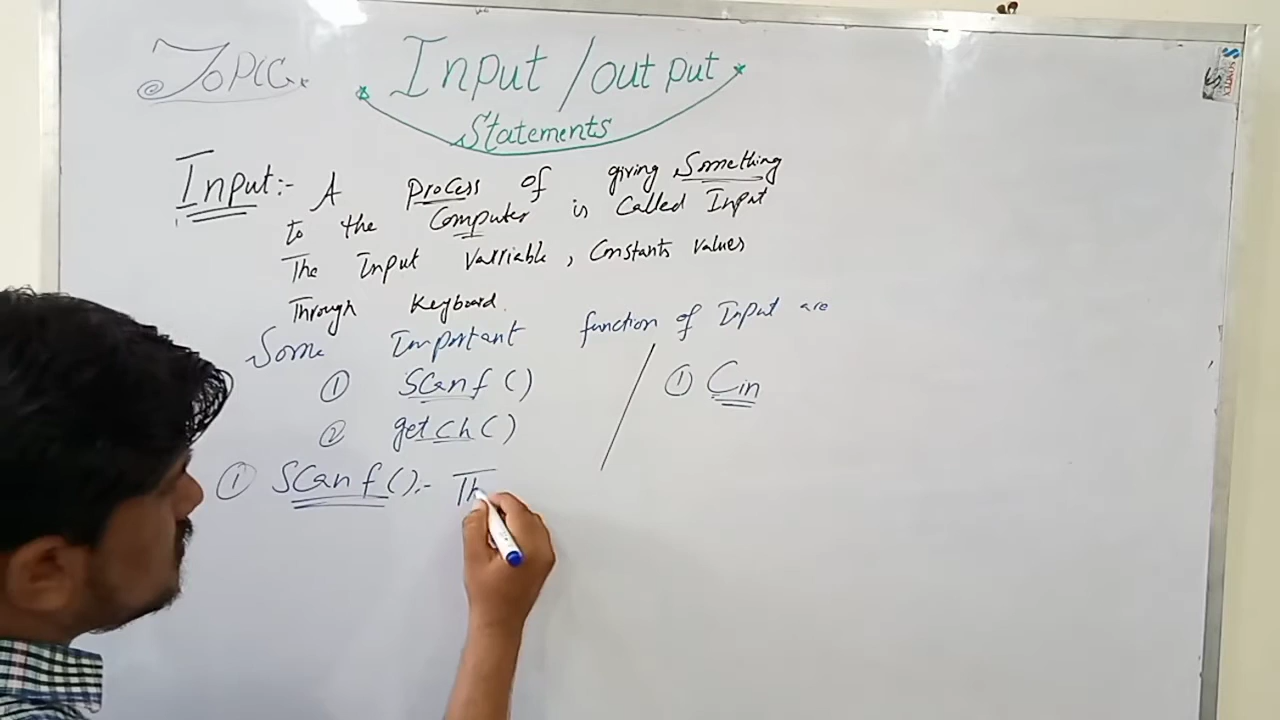 Topic.
Input/output
Statements
Input:- A Process of giving Something
to the Computer is Called Input
The Input Varriable, Constants values
Through Keyboard.
Some Important function of Input are
① Scanf()
② getch()
① Cin
① Scanf():- Th